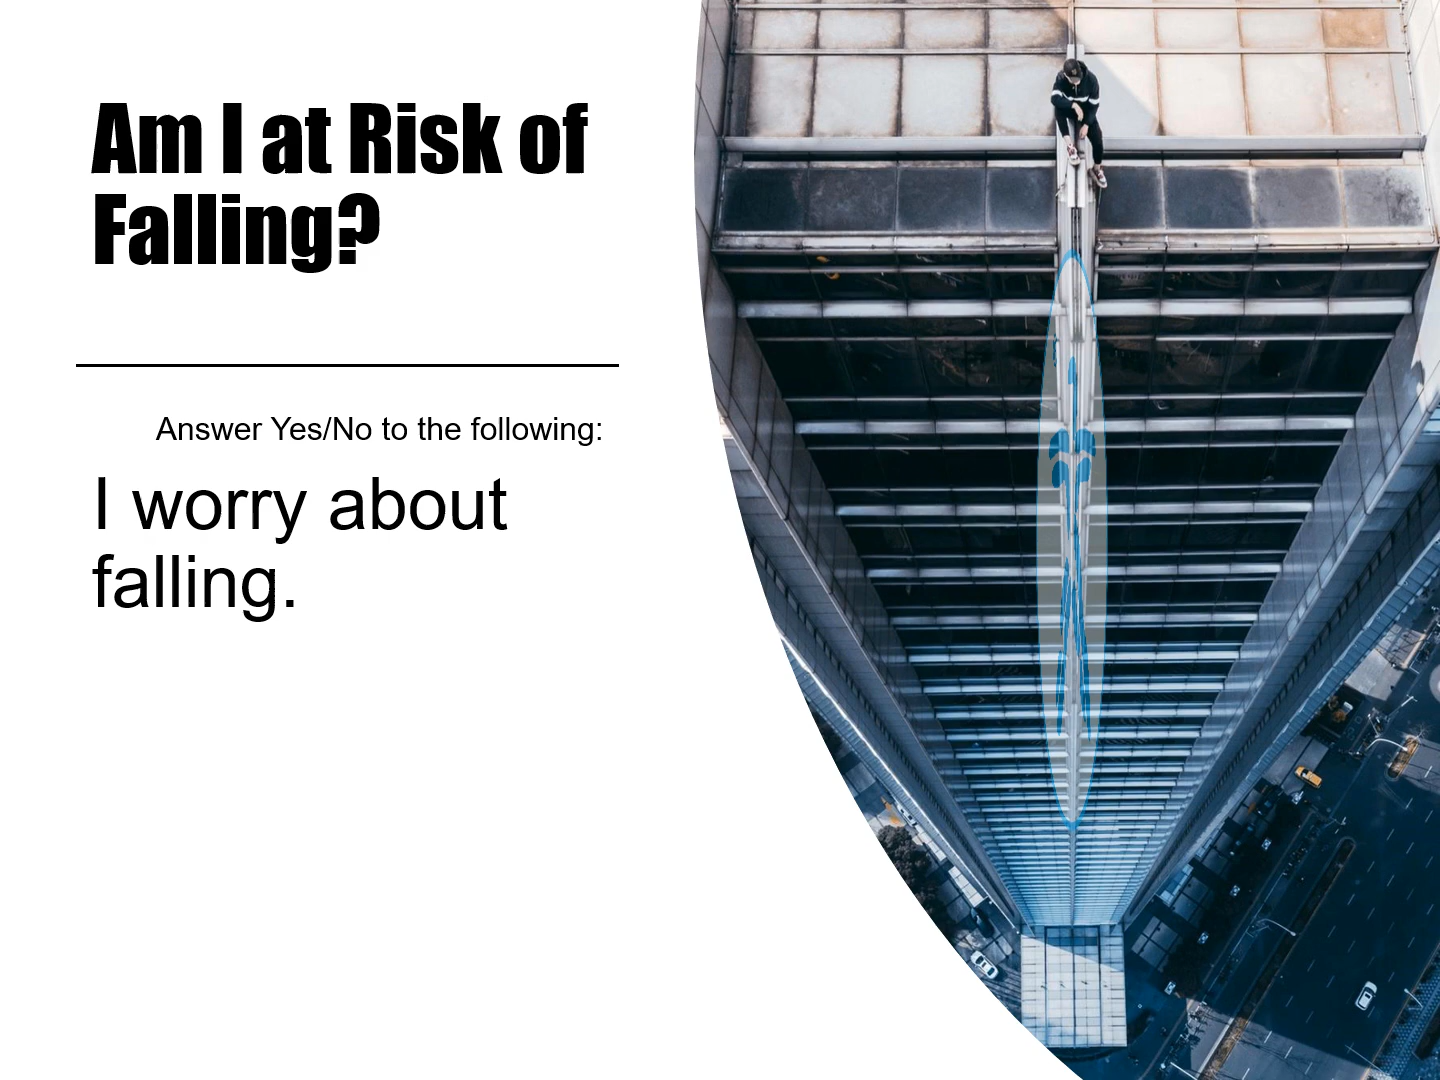 Am I at Risk of
Falling?
Answer Yes/No to the following:
I worry about
falling.